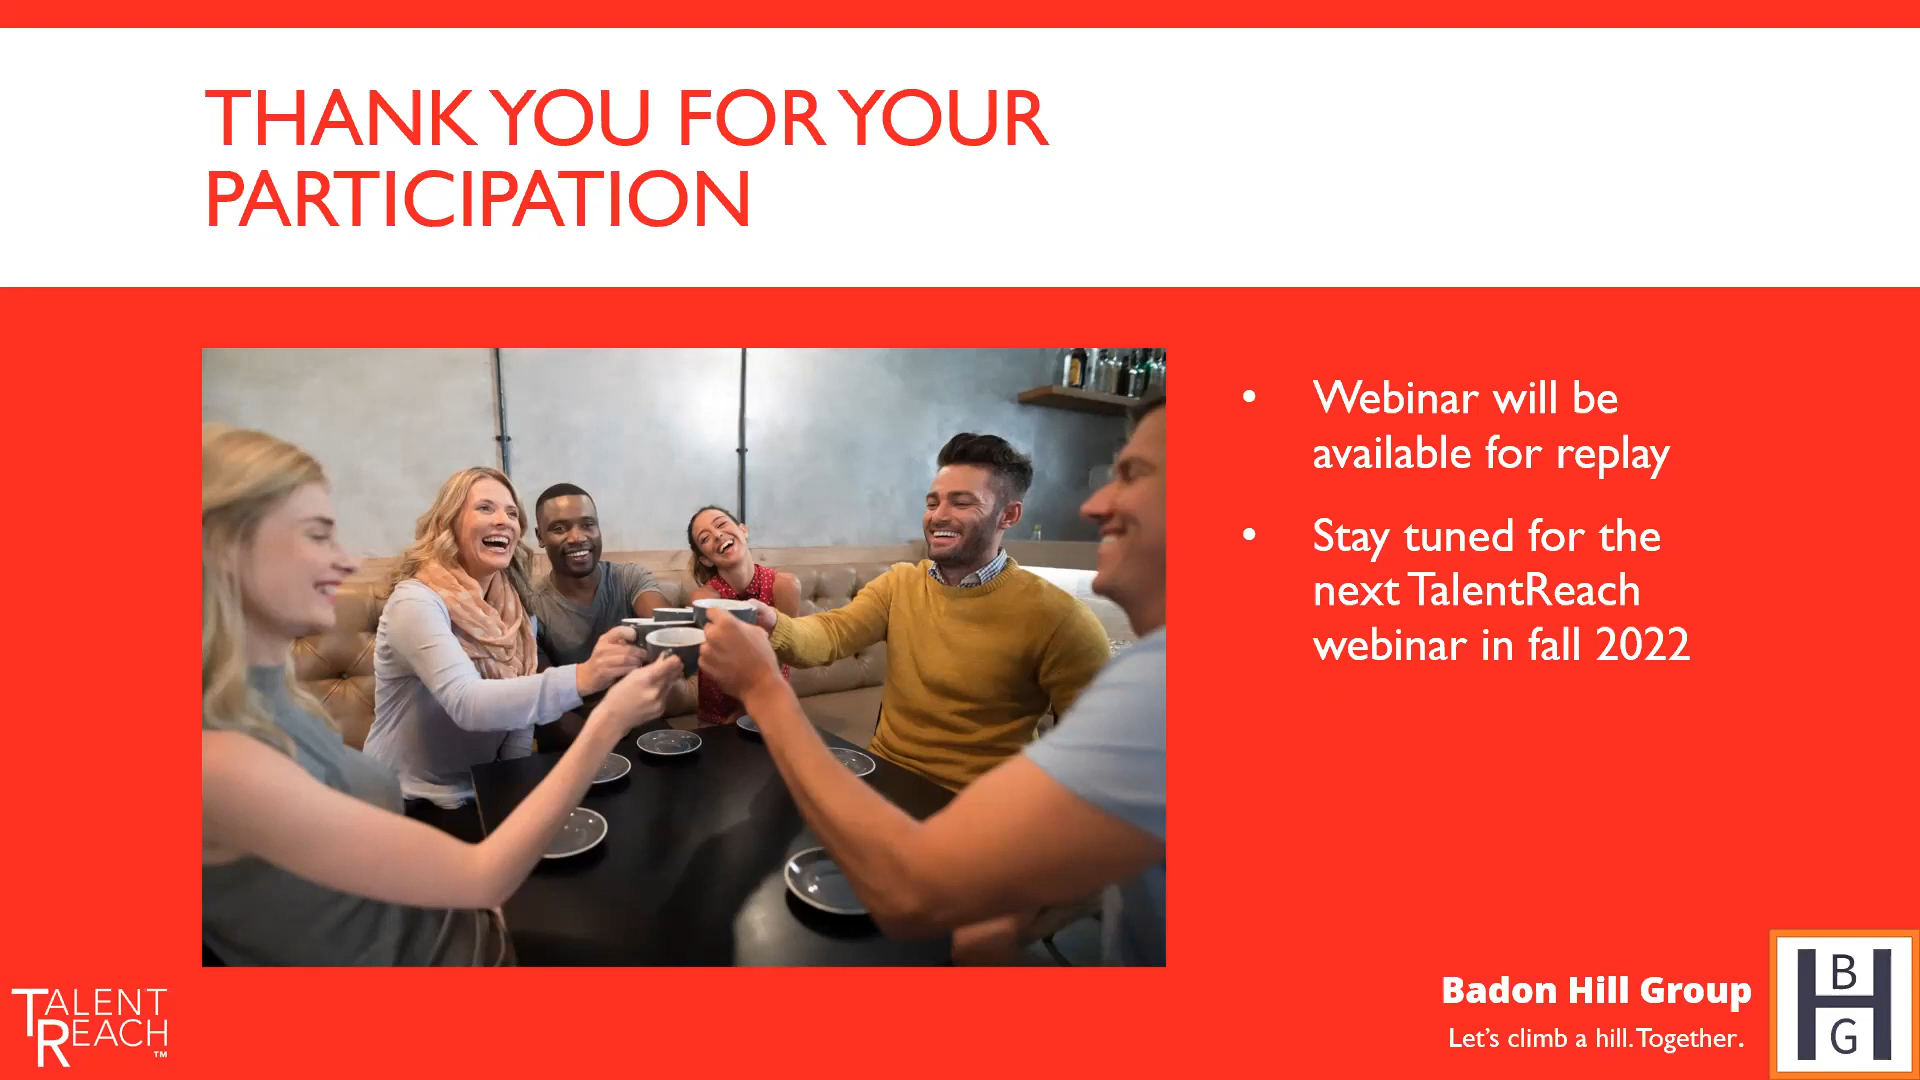 THANK YOU FOR YOUR
PARTICIPATION
• Webinar will be
available for replay
• Stay tuned for the
next TalentReach
webinar in fall 2022
TALENT
REACH
™
Badon Hill Group
Let's climb a hill. Together.
B
H
G